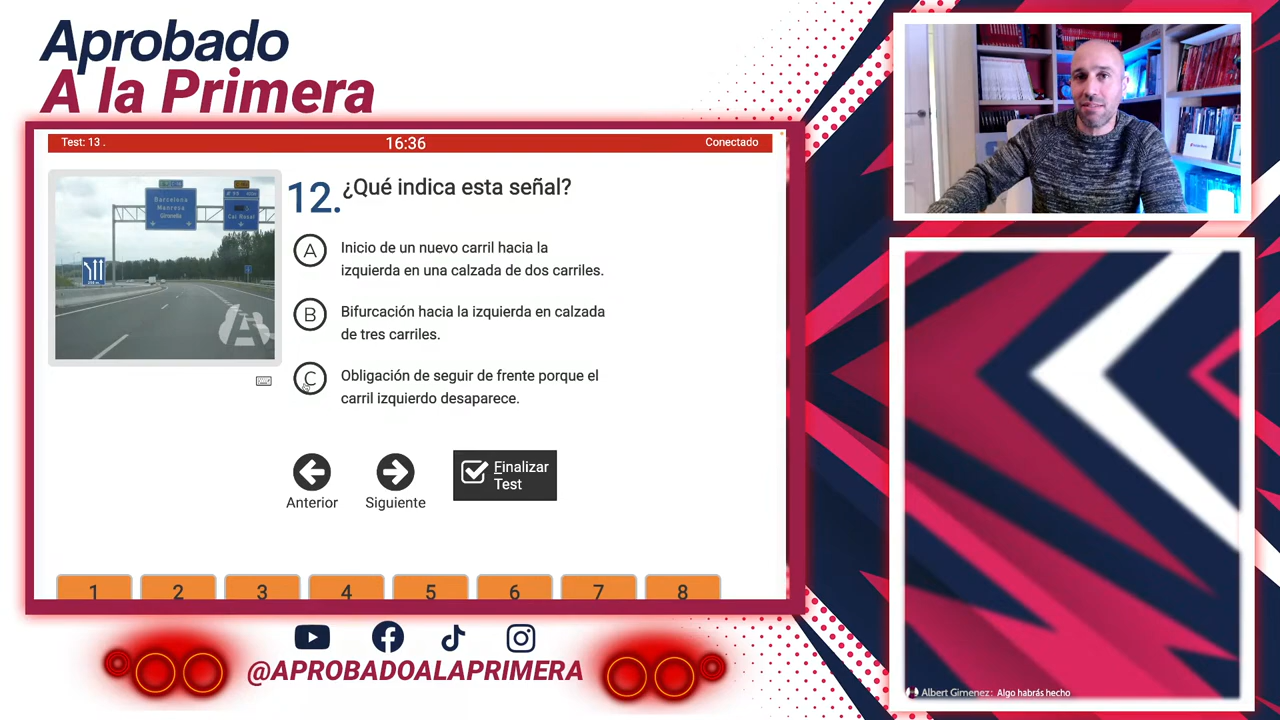 Aprobado
A la Primera
Test: 13 .
16:36
Conectado
Barcelona
Manresa
Gironella
Cal Rosal
12. ¿Qué indica esta señal?
A
Inicio de un nuevo carril hacia la
izquierda en una calzada de dos carriles.
B
Bifurcación hacia la izquierda en calzada
de tres carriles.
C
Obligación de seguir de frente porque el
carril izquierdo desaparece.
Anterior
Siguiente
Finalizar
Test
1
2
3
4
5
6
7
8
@APROBADOALAPRIMERA
Albert Gimenez: Algo habrás hecho